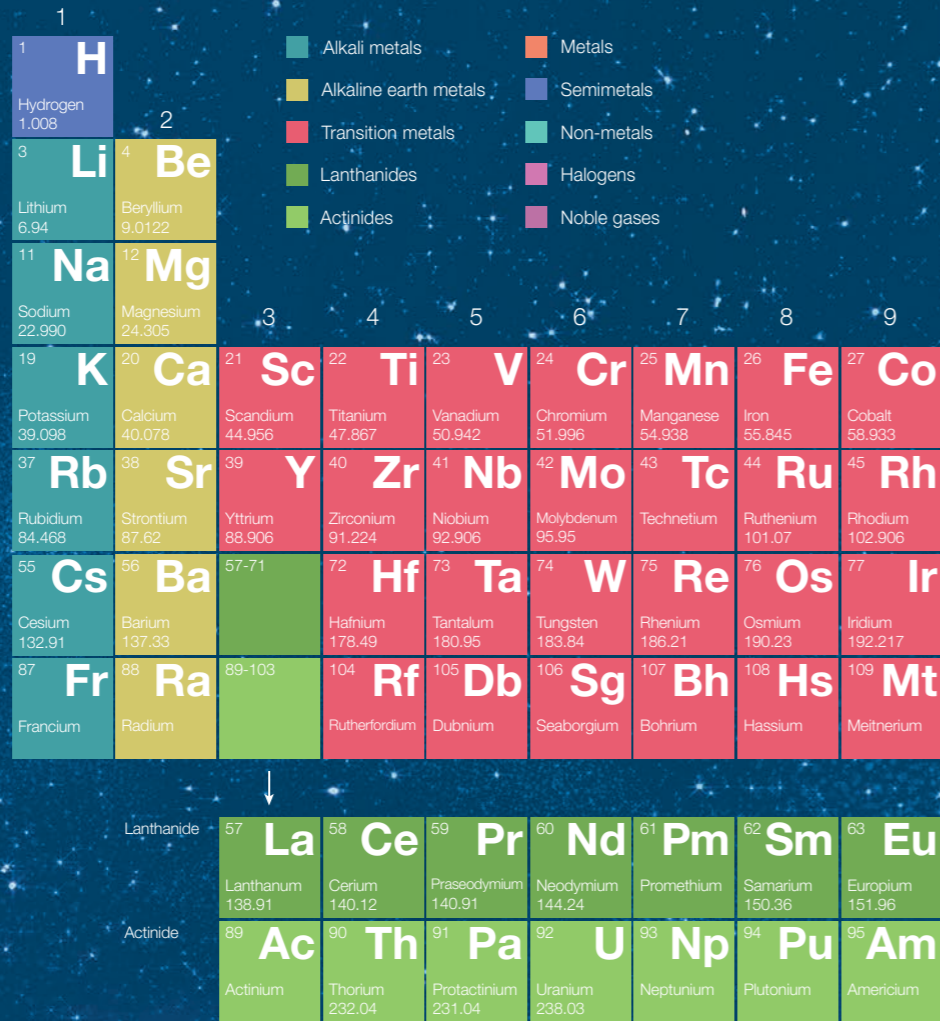 1
1 H
Hydrogen
1.008
Alkali metals
Alkaline earth metals
Transition metals
Lanthanides
Actinides
Metals
Semimetals
Non-metals
Halogens
Noble gases
2
3 Li
Lithium
6.94
4 Be
Beryllium
9.0122
11 Na
Sodium
22.990
12 Mg
Magnesium
24.305
3 4 5 6 7 8 9
19 K
Potassium
39.098
20 Ca
Calcium
40.078
21 Sc
Scandium
44.956
22 Ti
Titanium
47.867
23 V
Vanadium
50.942
24 Cr
Chromium
51.996
25 Mn
Manganese
54.938
26 Fe
Iron
55.845
27 Co
Cobalt
58.933
37 Rb
Rubidium
84.468
38 Sr
Strontium
87.62
39 Y
Yttrium
88.906
40 Zr
Zirconium
91.224
41 Nb
Niobium
92.906
42 Mo
Molybdenum
95.95
43 Tc
Technetium
44 Ru
Ruthenium
101.07
45 Rh
Rhodium
102.906
55 Cs
Cesium
132.91
56 Ba
Barium
137.33
57-71
72 Hf
Hafnium
178.49
73 Ta
Tantalum
180.95
74 W
Tungsten
183.84
75 Re
Rhenium
186.21
76 Os
Osmium
190.23
77 Ir
Iridium
192.217
87 Fr
Francium
88 Ra
Radium
89-103
104 Rf
Rutherfordium
105 Db
Dubnium
106 Sg
Seaborgium
107 Bh
Bohrium
108 Hs
Hassium
109 Mt
Meitnerium
Lanthanide
57 La
Lanthanum
138.91
58 Ce
Cerium
140.12
59 Pr
Praseodymium
140.91
60 Nd
Neodymium
144.24
61 Pm
Promethium
62 Sm
Samarium
150.36
63 Eu
Europium
151.96
Actinide
89 Ac
Actinium
90 Th
Thorium
232.04
91 Pa
Protactinium
231.04
92 U
Uranium
238.03
93 Np
Neptunium
94 Pu
Plutonium
95 Am
Americium